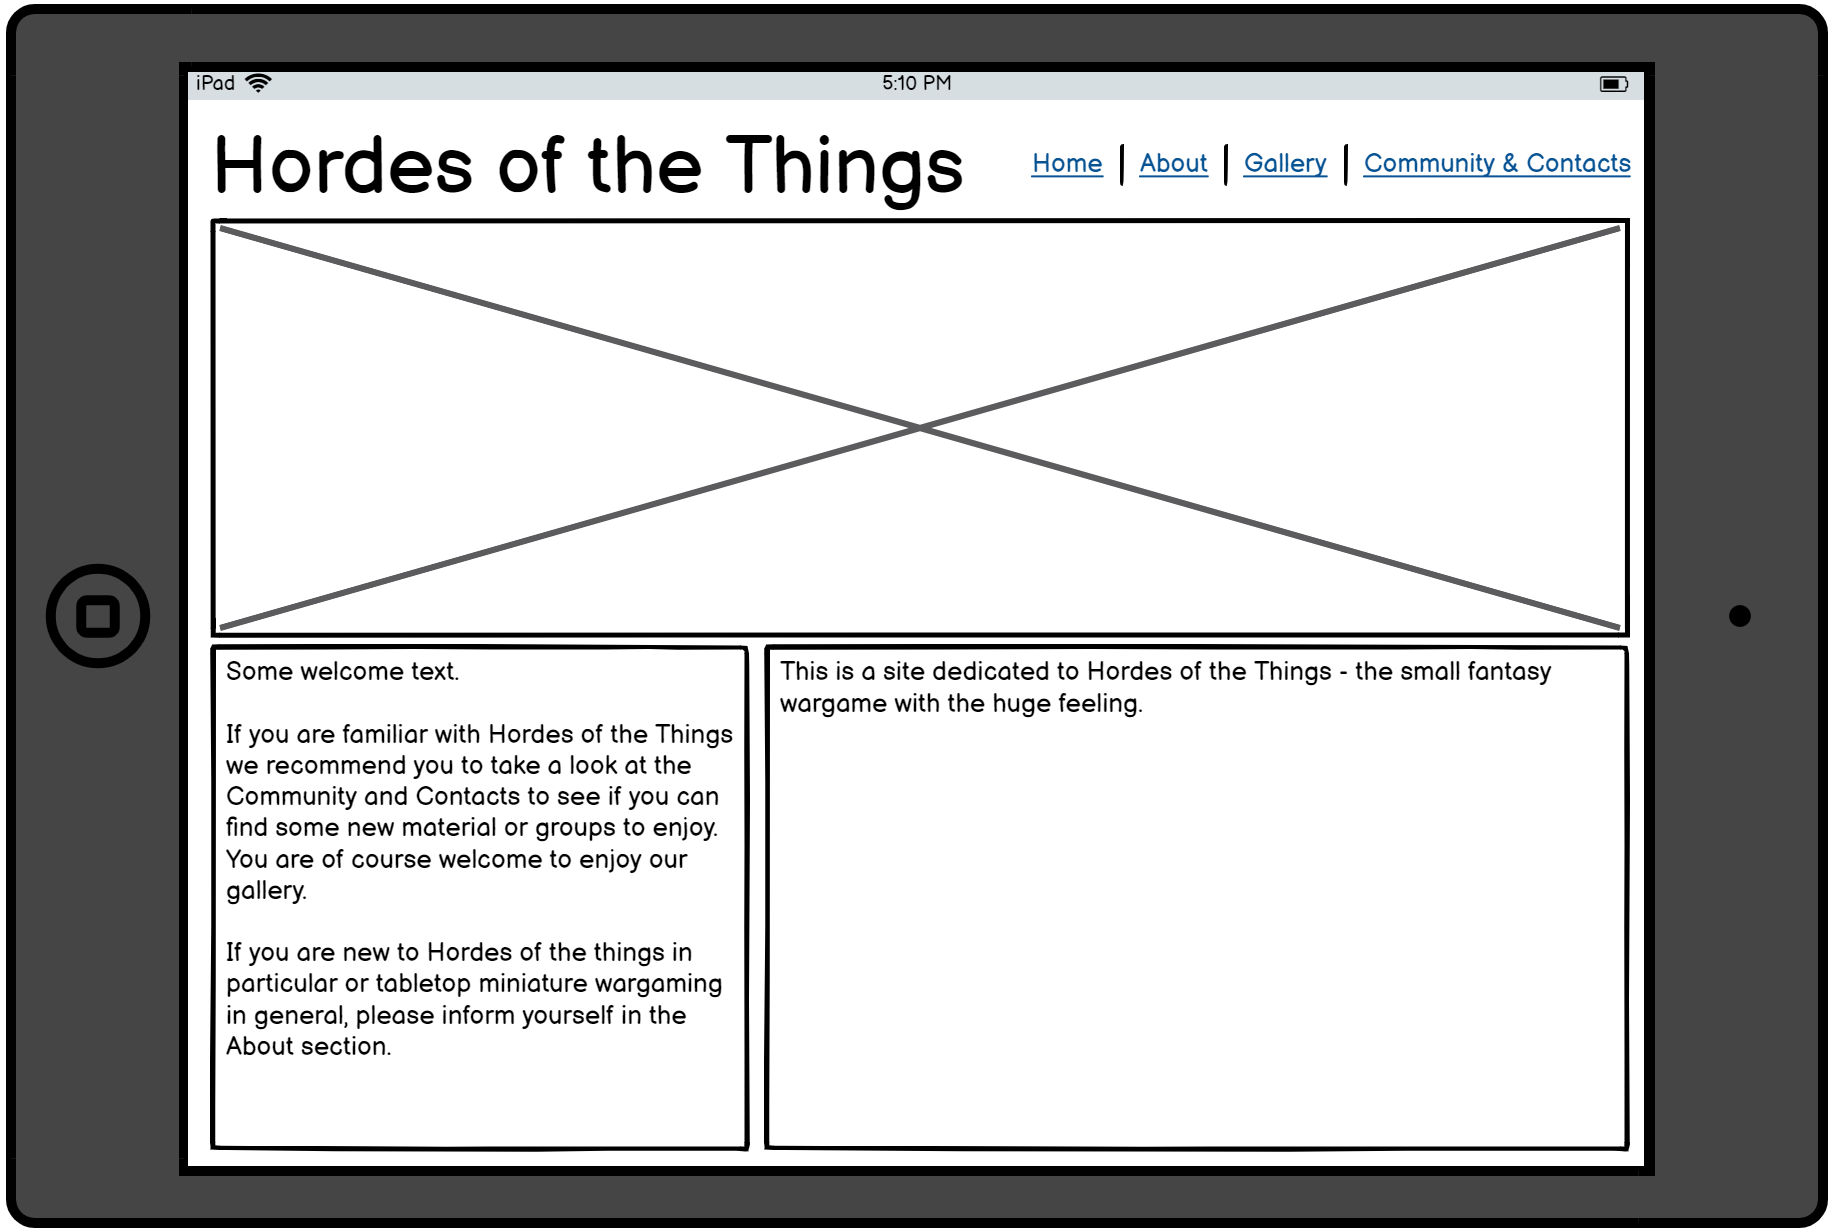 iPad 5:10 PM
Hordes of the Things
Home | About | Gallery | Community & Contacts
Some welcome text.
If you are familiar with Hordes of the Things
we recommend you to take a look at the
Community and Contacts to see if you can
find some new material or groups to enjoy.
You are of course welcome to enjoy our
gallery.
If you are new to Hordes of the things in
particular or tabletop miniature wargaming
in general, please inform yourself in the
About section.
This is a site dedicated to Hordes of the Things - the small fantasy
wargame with the huge feeling.